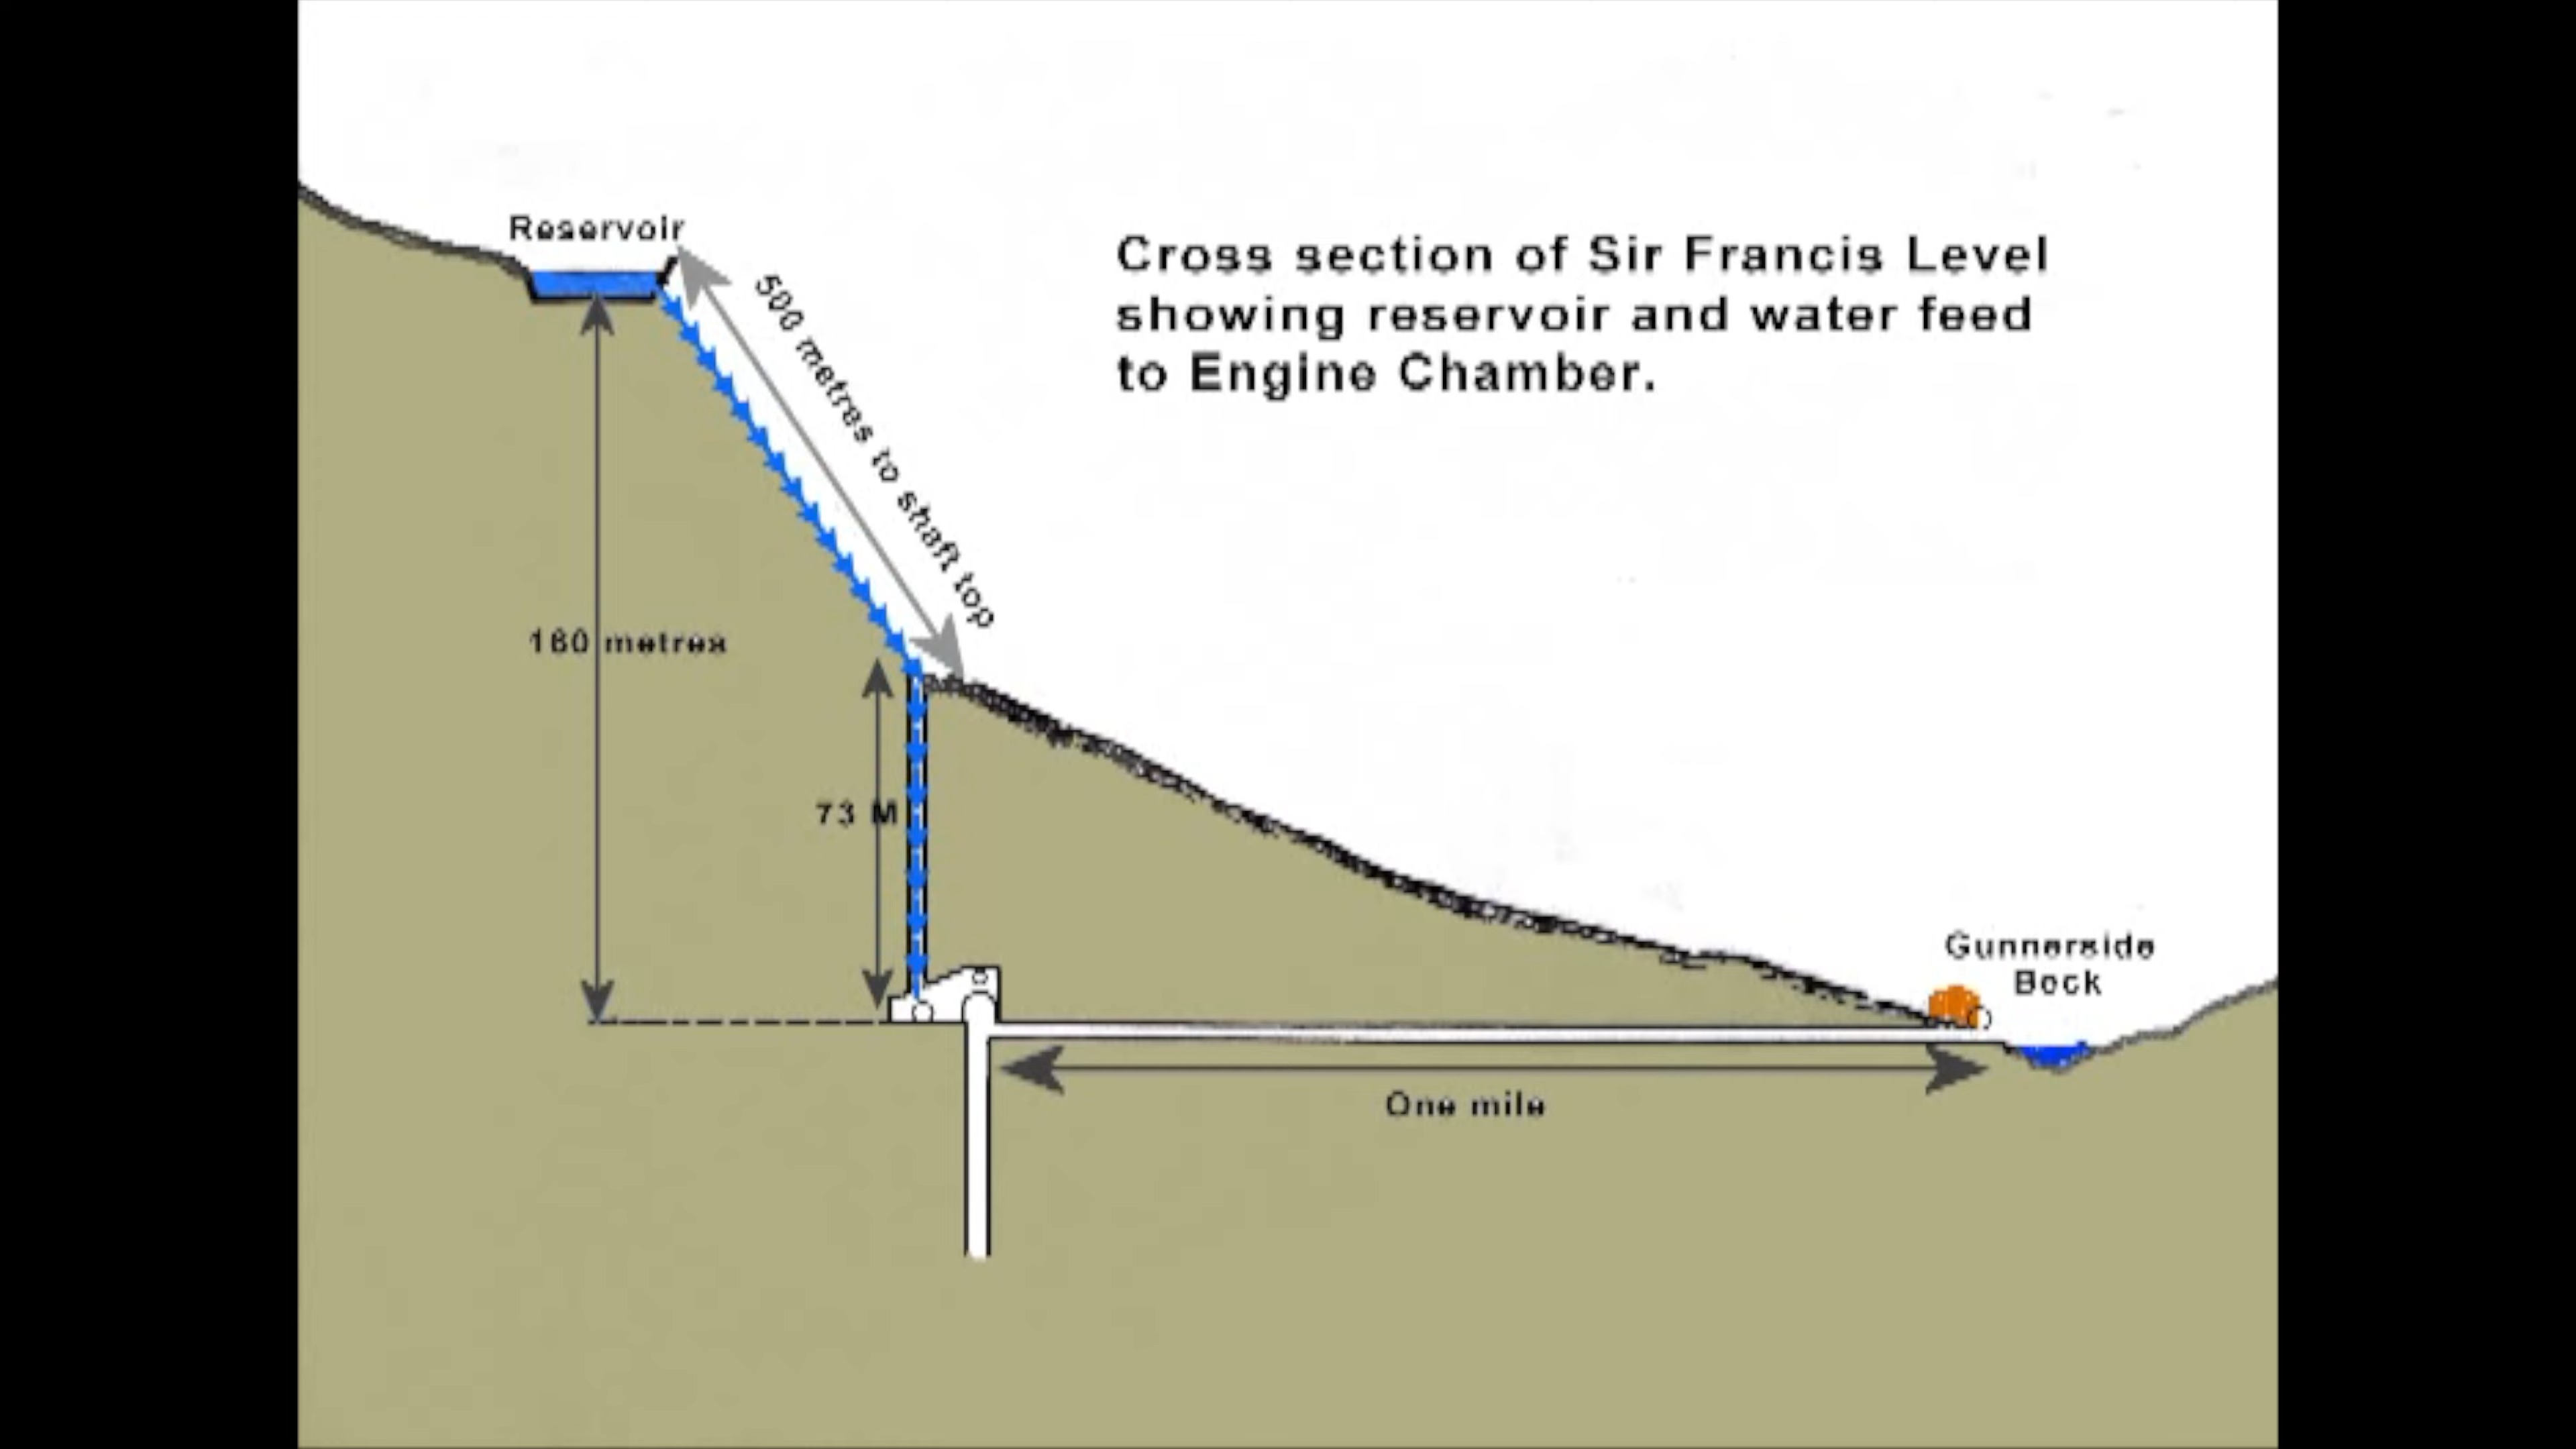 Reservoir
Cross section of Sir Francis Level
showing reservoir and water feed
to Engine Chamber.
500 metres to shaft top
160 metres
73 M
Gunnerside
Beck
One mile